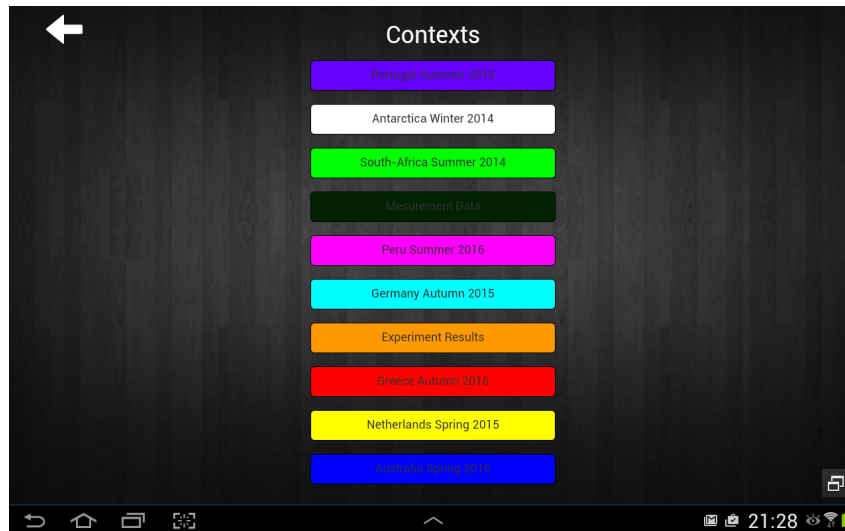 Contexts
Portugal Summer 2015
Antarctica Winter 2014
South-Africa Summer 2014
Mesurement Data
Peru Summer 2016
Germany Autumn 2015
Experiment Results
Greece Autumn 2016
Netherlands Spring 2015
Australia Spring 2016
21:28